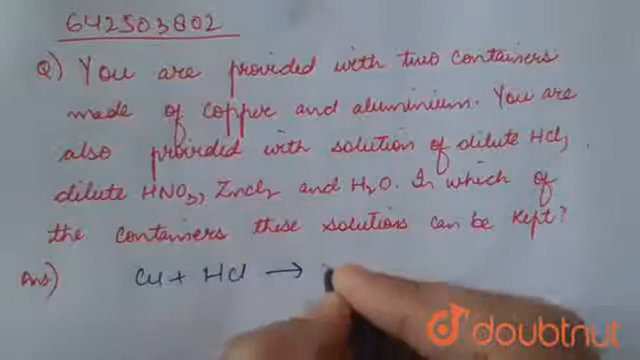 642503802
Q) You are provided with two containers
made of copper and aluminium. You are
also provided with solution of dilute HCl,
dilute HNO3, ZnCl2 and H2O. In which of
the containers these solutions can be kept?
Ans) Cu + HCl →
doubtnut